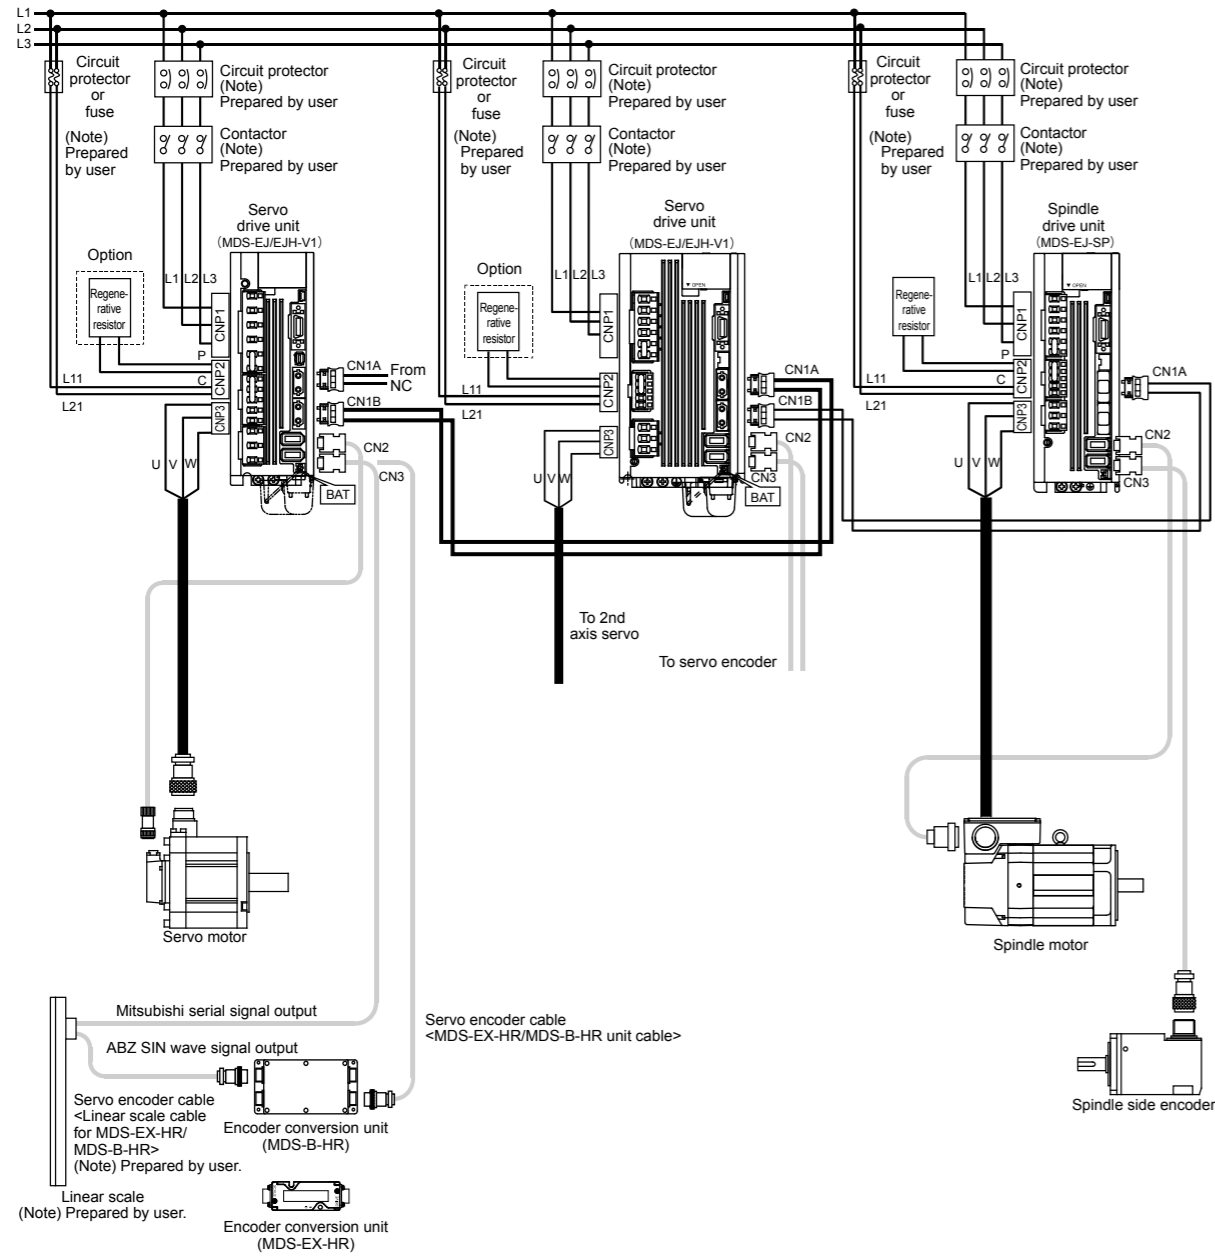 L1
L2
L3
Circuit
protector
or
fuse
(Note)
Prepared
by user
Circuit protector
(Note)
Prepared by user
Contactor
(Note)
Prepared by user
Servo
drive unit
(MDS-EJ/EJH-V1)
Option
Regene-
rative
resistor
L1 L2 L3
CNP1
P
CNP2
C
L11
L21
CNP3
U V W
CN1A From
NC
CN1B
CN2
CN3
BAT
Circuit
protector
or
fuse
(Note)
Prepared
by user
Circuit protector
(Note)
Prepared by user
Contactor
(Note)
Prepared by user
Servo
drive unit
(MDS-EJ/EJH-V1)
Option
Regene-
rative
resistor
L1 L2 L3
▼ OPEN
CNP1
CNP2
L11
L21
CNP3
U V W
CN1A
CN1B
CN2
CN3
BAT
To 2nd
axis servo
To servo encoder
Circuit
protector
or
fuse
(Note)
Prepared
by user
Circuit protector
(Note)
Prepared by user
Contactor
(Note)
Prepared by user
Spindle
drive unit
(MDS-EJ-SP)
Regene-
rative
resistor
L1 L2 L3
▼ OPEN
CNP1
P
CNP2
C
L11
L21
CNP3
U V W
CN1A
CN2
CN3
Servo motor
Spindle motor
Spindle side encoder
Mitsubishi serial signal output
ABZ SIN wave signal output
Servo encoder cable
<MDS-EX-HR/MDS-B-HR unit cable>
Servo encoder cable
<Linear scale cable
for MDS-EX-HR/
MDS-B-HR>
(Note) Prepared by user.
Encoder conversion unit
(MDS-B-HR)
Linear scale
(Note) Prepared by user.
Encoder conversion unit
(MDS-EX-HR)